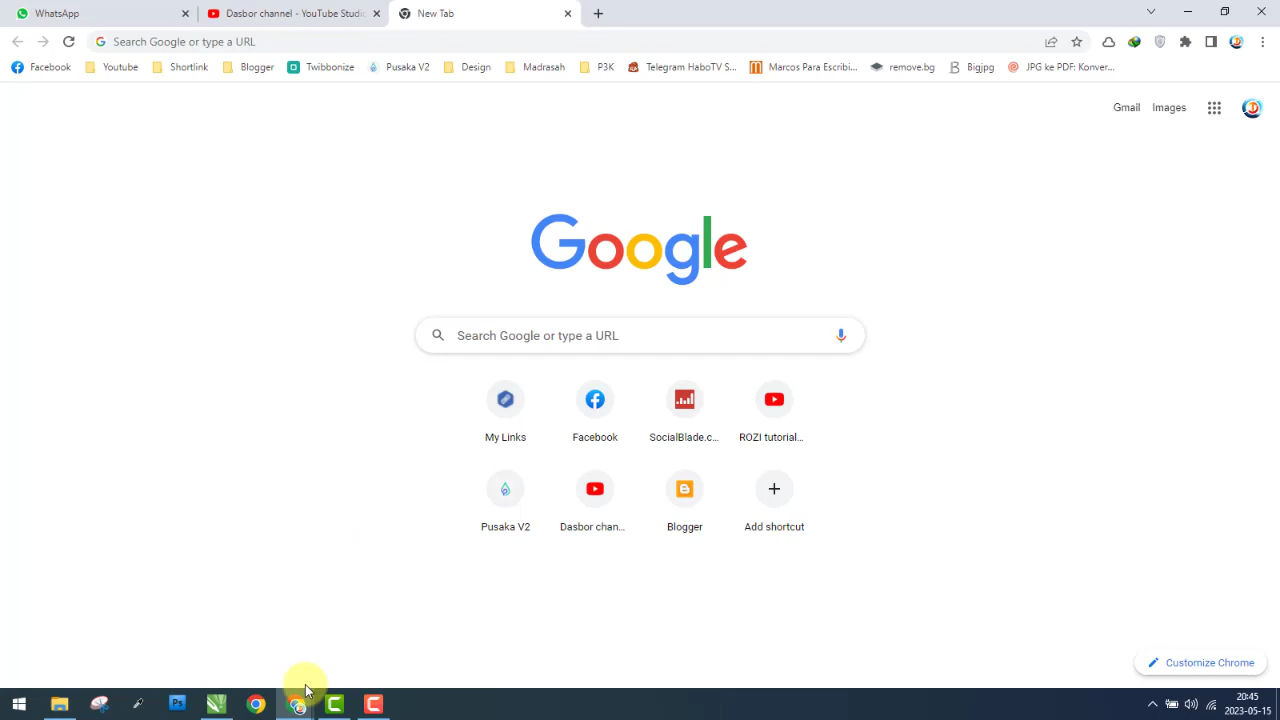 WhatsApp
Dasbor channel - YouTube Studio
New Tab
Search Google or type a URL
Facebook
Youtube
Shortlink
Blogger
Twibbonize
Pusaka V2
Design
Madrasah
P3K
Telegram HaboTV S...
Marcos Para Escribi...
remove.bg
Bigjpg
JPG ke PDF: Konver...
Gmail
Images
Google
Search Google or type a URL
My Links
Facebook
SocialBlade.c...
ROZI tutorial...
Pusaka V2
Dasbor chan...
Blogger
Add shortcut
Customize Chrome
Ps
20:45
2023-05-15